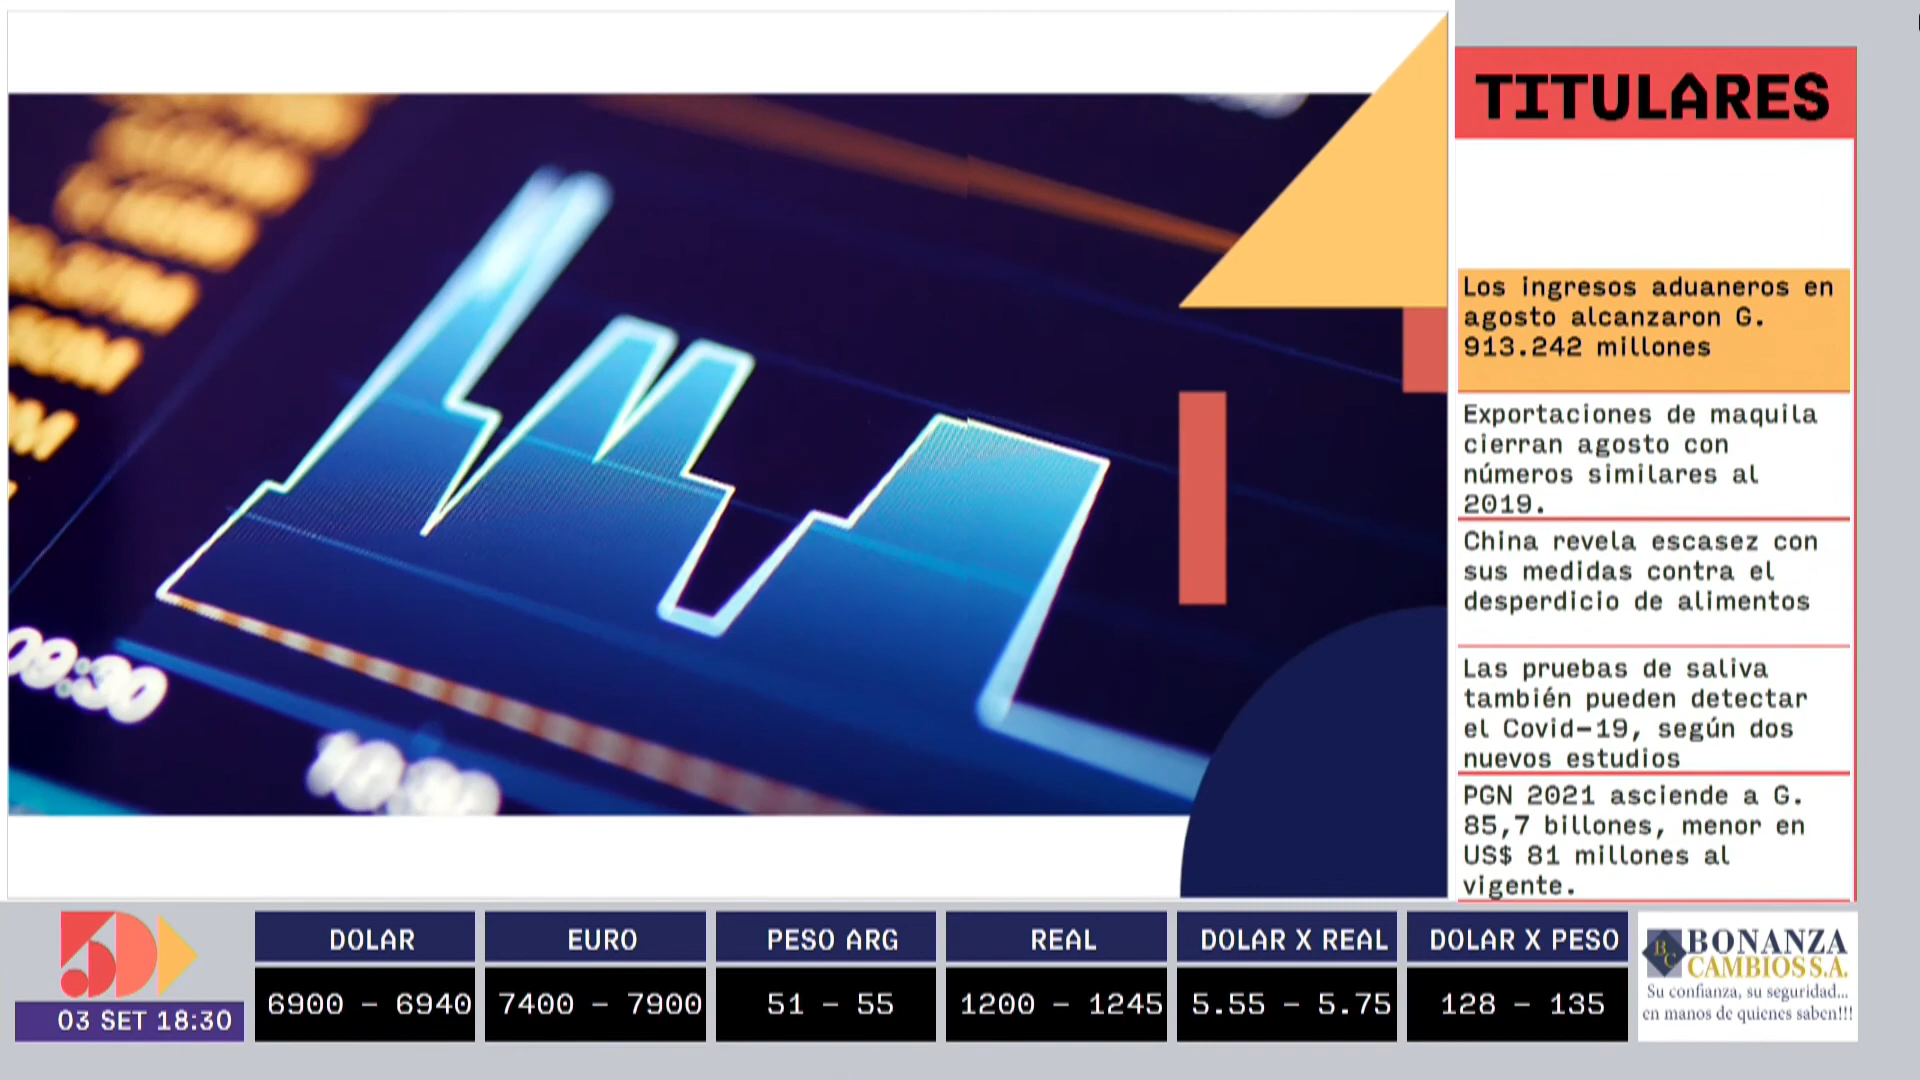 TITULARES
Los ingresos aduaneros en
agosto alcanzaron G.
913.242 millones
Exportaciones de maquila
cierran agosto con
números similares al
2019.
China revela escasez con
sus medidas contra el
desperdicio de alimentos
Las pruebas de saliva
también pueden detectar
el Covid-19, según dos
nuevos estudios
PGN 2021 asciende a G.
85,7 billones, menor en
US$ 81 millones al
vigente.
09:30
5D
03 SET 18:30
DOLAR
6900 - 6940
EURO
7400 - 7900
PESO ARG
51 - 55
REAL
1200 - 1245
DOLAR X REAL
5.55 - 5.75
DOLAR X PESO
128 - 135
BC
BONANZA
CAMBIOS S.A.
Su confianza, su seguridad...
en manos de quienes saben!!!